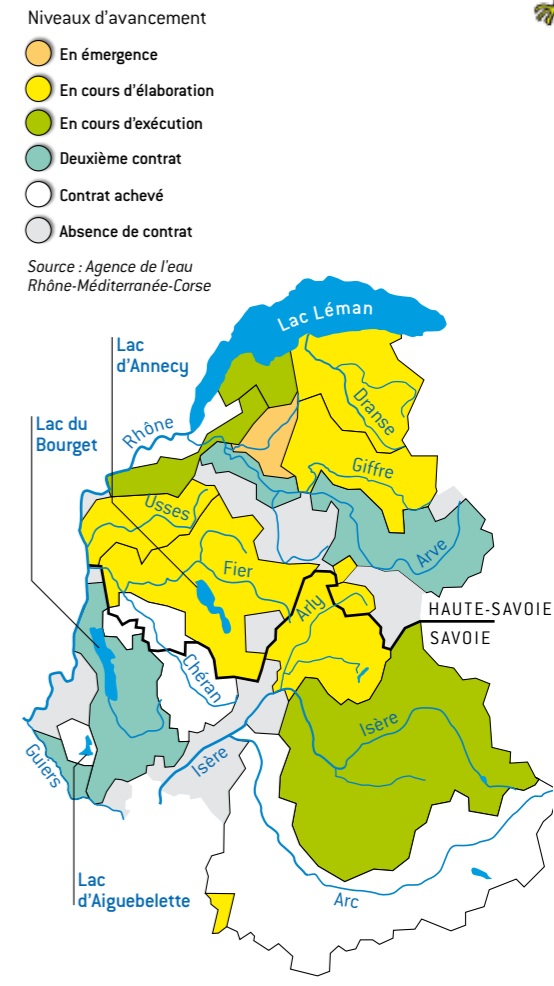 Niveaux d'avancement
En émergence
En cours d'élaboration
En cours d'exécution
Deuxième contrat
Contrat achevé
Absence de contrat
Source : Agence de l'eau
Rhône-Méditerranée-Corse
Lac Léman
Lac
d'Annecy
Lac du
Bourget
Rhône
Dranse
Giffre
Usses
Fier
Arve
Arly
HAUTE-SAVOIE
SAVOIE
Chéran
Isère
Guiers
Isère
Lac
d'Aiguebelette
Arc